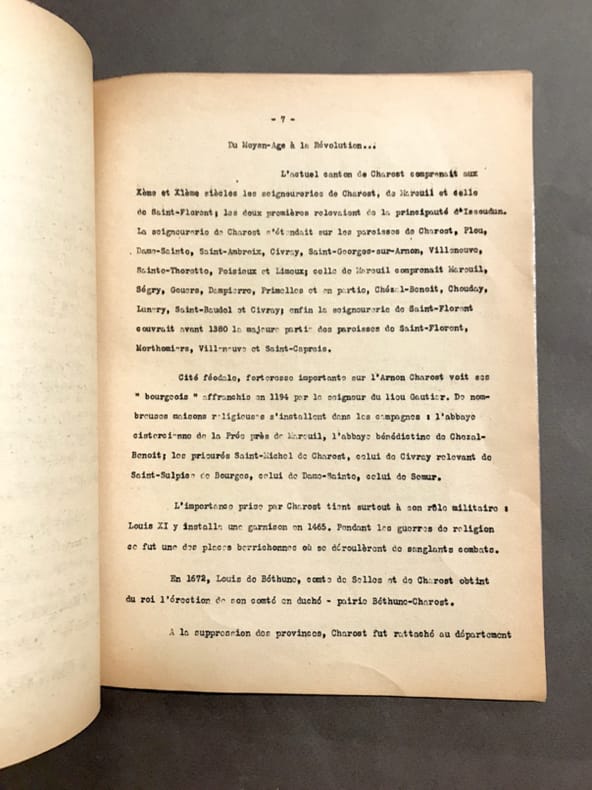 - 7 -
Du Moyen-Age à la Révolution...
L'actuel canton de Charost comprenait aux
Xème et XIème siècles les seigneureries de Charost, de Mareuil et celle
de Saint-Florent; les deux premières relevaient de la principauté d'Issoudun.
La seigneurerie de Charost s'étendait sur les paroisses de Charost, Plou,
Dame-Sainte, Saint-Ambroix, Civray, Saint-Georges-sur-Arnon, Villeneuve,
Sainte-Thorette, Poisieux et Limeux; celle de Mareuil comprenait Mareuil,
Ségry, Gouers, Dampierre, Primelles et en partie, Chézal-Benoit, Chouday,
Lunery, Saint-Baudel et Civray; enfin la seigneurie de Saint-Florent
couvrait avant 1380 la majeure partie des paroisses de Saint-Florent,
Morthomiers, Villeneuve et Saint-Caprais.
Cité féodale, forteresse importante sur l'Arnon Charost voit ses
" bourgeois " affranchis en 1194 par le seigneur du lieu Gautier. De nom-
breuses maisons religieuses s'installent dans les campagnes : l'abbaye
cistercienne de la Prée près de Mareuil, l'abbaye bénédictine de Chezal-
Benoit; les prieurés Saint-Michel de Charost, celui de Civray relevant de
Saint-Sulpice de Bourges, celui de Dame-Sainte, celui de Semur.
L'importance prise par Charost tient surtout à son rôle militaire :
Louis XI y installa une garnison en 1465. Pendant les guerres de religion
ce fut une des places berrichonnes où se déroulèrent de sanglants combats.
En 1672, Louis de Béthune, comte de Selles et de Charost obtint
du roi l'érection de son comté en duché - pairie Béthune-Charost.
A la suppression des provinces, Charost fut rattaché au département